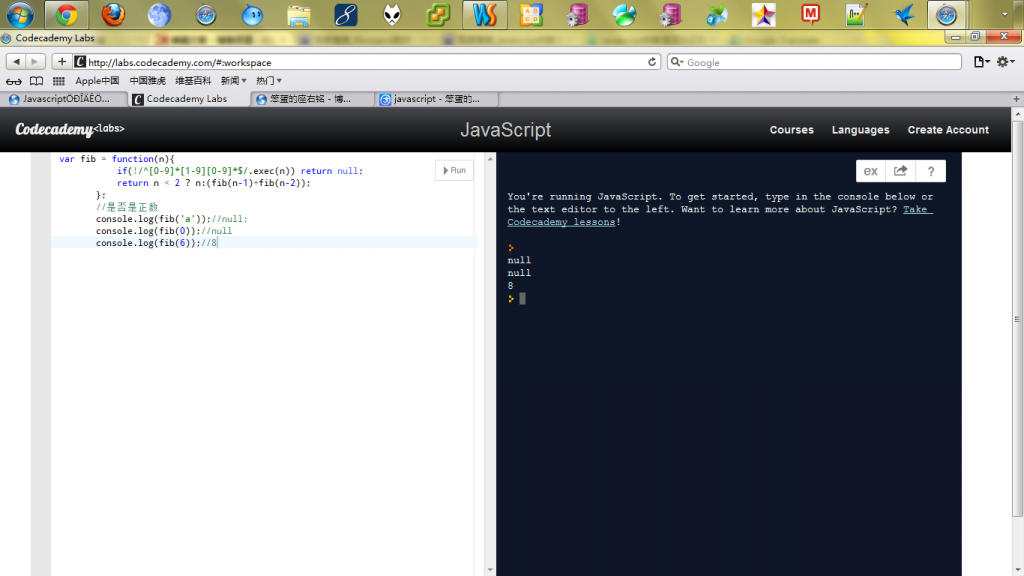 Codecademy Labs
http://labs.codecademy.com/#:workspace
Google
Apple中国 中国雅虎 维基百科 新闻 热门
JavascriptÖÐÎÄÊÖ... Codecademy Labs 笨蛋的座右铭 - 博... javascript - 笨蛋的...
Codecademy<labs> JavaScript Courses Languages Create Account
Run
var fib = function(n){
if(!/^[0-9]*[1-9][0-9]*$/.exec(n)) return null;
return n < 2 ? n:(fib(n-1)+fib(n-2));
};
//是否是正数
console.log(fib('a'));//null;
console.log(fib(0));//null
console.log(fib(6));//8
ex ?
You're running JavaScript. To get started, type in the console below or
the text editor to the left. Want to learn more about JavaScript? Take
Codecademy lessons!
>
null
null
8
>